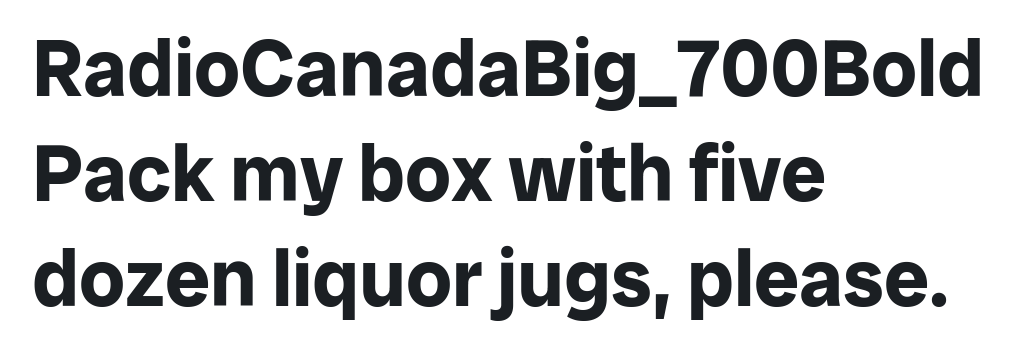 RadioCanadaBig_700Bold
Pack my box with five
dozen liquor jugs, please.